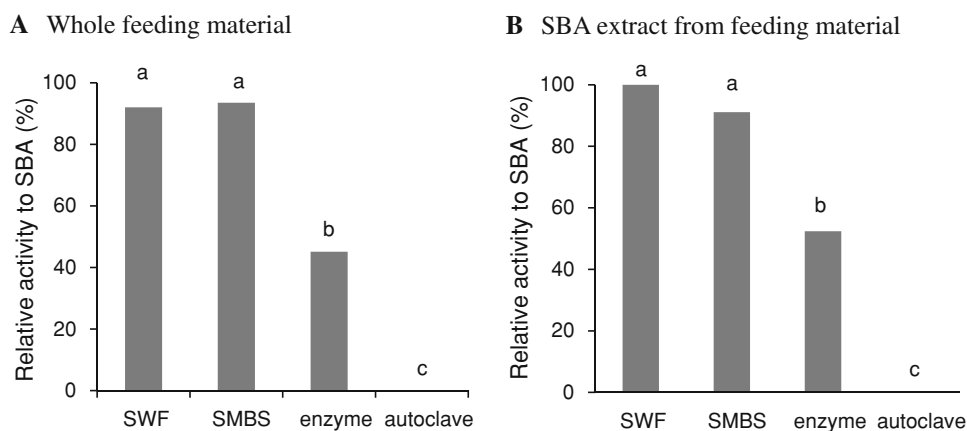 A Whole feeding material
Relative activity to SBA (%)
100
80
60
40
20
0
a
a
b
c
SWF SMBS enzyme autoclave
B SBA extract from feeding material
Relative activity to SBA (%)
100
80
60
40
20
0
a
a
b
c
SWF SMBS enzyme autoclave